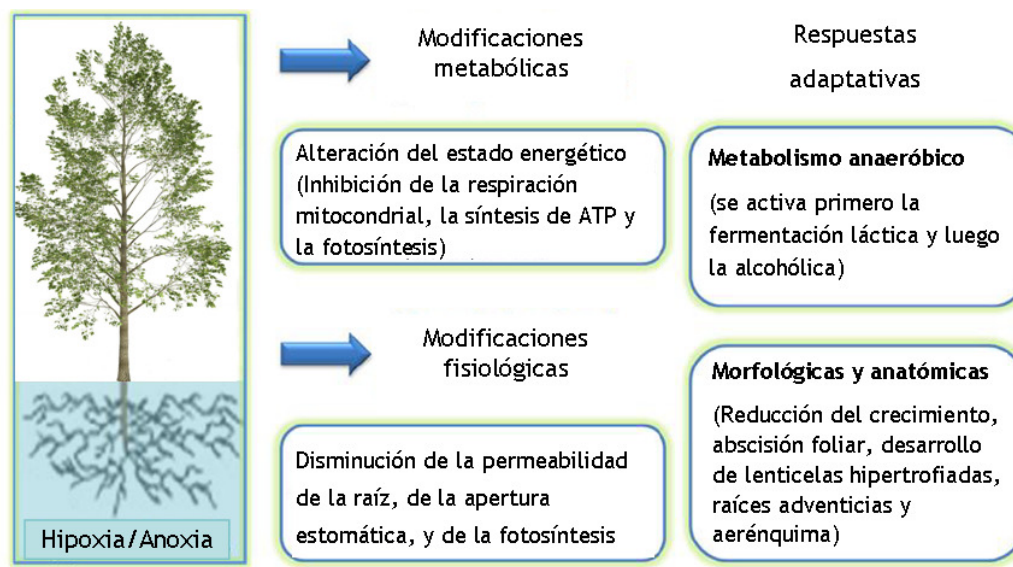 Modificaciones
metabólicas
Respuestas
adaptativas
Alteración del estado energético
(Inhibición de la respiración
mitocondrial, la síntesis de ATP y
la fotosíntesis)
Metabolismo anaeróbico
(se activa primero la
fermentación láctica y luego
la alcohólica)
Modificaciones
fisiológicas
Disminución de la permeabilidad
de la raíz, de la apertura
estomática, y de la fotosíntesis
Morfológicas y anatómicas
(Reducción del crecimiento,
abscisión foliar, desarrollo
de lenticelas hipertrofiadas,
raíces adventicias y
aerénquima)
Hipoxia/Anoxia